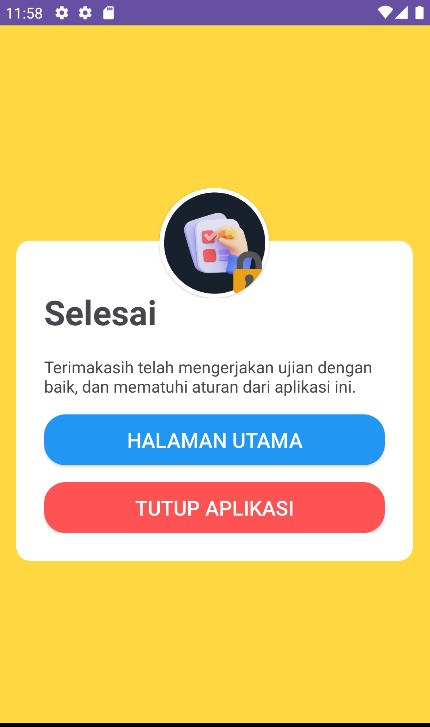 11:58
Selesai
Terimakasih telah mengerjakan ujian dengan
baik, dan mematuhi aturan dari aplikasi ini.
HALAMAN UTAMA
TUTUP APLIKASI